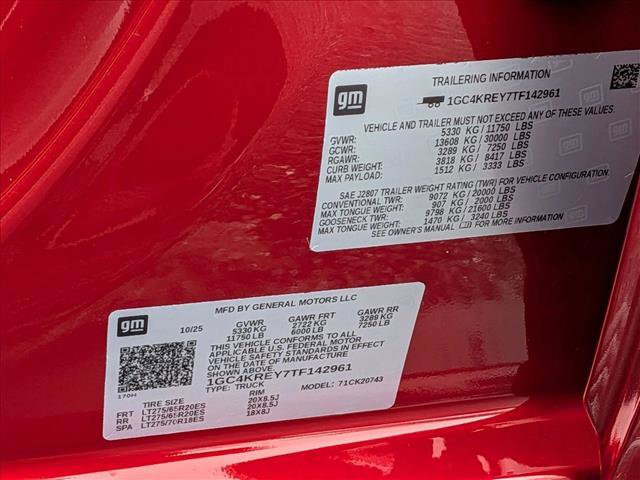 TRAILERING INFORMATION
gm
1GC4KREY7TF142961
VEHICLE AND TRAILER MUST NOT EXCEED ANY OF THESE VALUES.
GVWR: 5330 KG/11750 LBS
GCWR: 13608 KG/30000 LBS
RGAWR: 3289 KG/ 7250 LBS
CURB WEIGHT: 3818 KG/ 8417 LBS
MAX PAYLOAD: 1512 KG/ 3333 LBS
SAE J2807 TRAILER WEIGHT RATING (TWR) FOR VEHICLE CONFIGURATION.
CONVENTIONAL TWR: 9072 KG/20000 LBS
MAX TONGUE WEIGHT: 907 KG/ 2000 LBS
GOOSENECK TWR: 9798 KG/21600 LBS
MAX TONGUE WEIGHT: 1470 KG/ 3240 LBS
SEE OWNER'S MANUAL FOR MORE INFORMATION
MFD BY GENERAL MOTORS LLC
gm
10/25
GVWR GAWR FRT GAWR RR
5330 KG 2722 KG 3289 KG
11750 LB 6000 LB 7250 LB
THIS VEHICLE CONFORMS TO ALL
APPLICABLE U.S. FEDERAL MOTOR
VEHICLE SAFETY STANDARDS IN EFFECT
ON THE DATE OF MANUFACTURE
SHOWN ABOVE.
1GC4KREY7TF142961
TYPE: TRUCK MODEL: 71CK20743
170H
TIRE SIZE RIM
FRT LT275/65R20ES 20X8.5J
RR LT275/65R20ES 20X8.5J
SPA LT275/70R18ES 18X8J